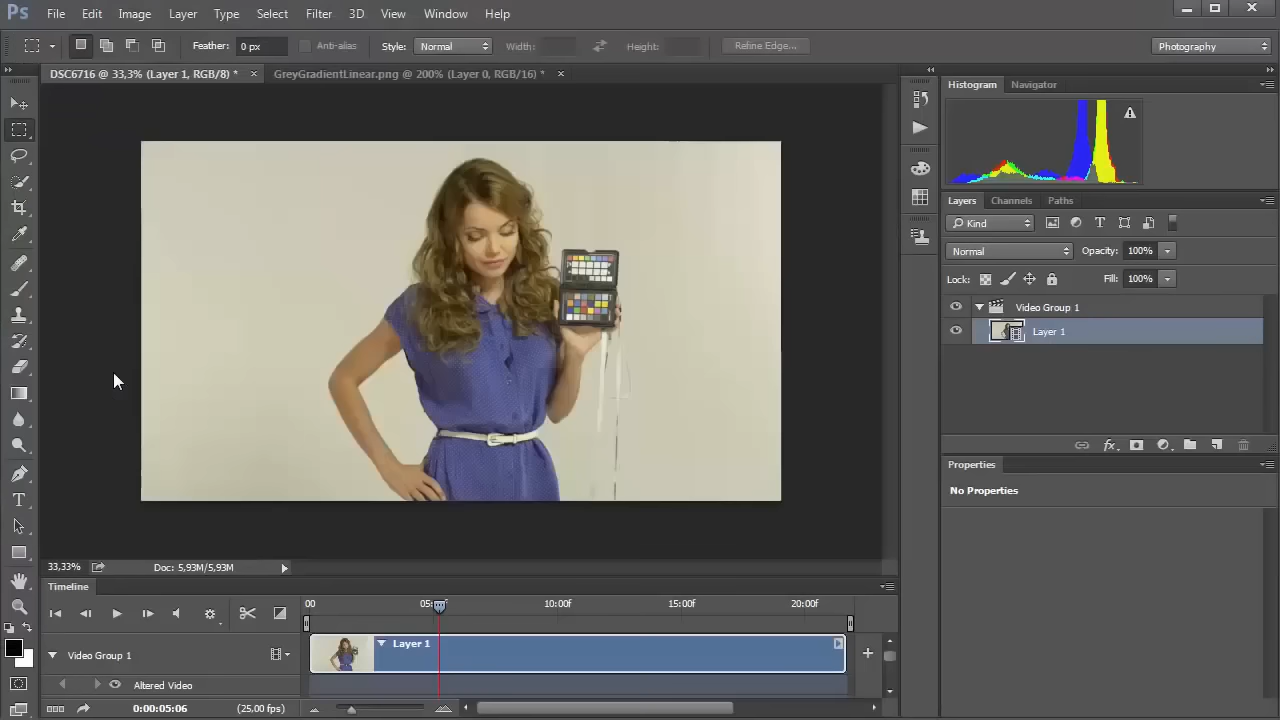 Ps File Edit Image Layer Type Select Filter 3D View Window Help
Feather: 0 px Anti-alias Style: Normal Width: Height: Refine Edge... Photography
DSC6716 @ 33,3% (Layer 1, RGB/8) * GreyGradientLinear.png @ 200% (Layer 0, RGB/16) *
Histogram Navigator
Layers Channels Paths
Kind
Normal Opacity: 100%
Lock: Fill: 100%
Video Group 1
Layer 1
Properties
No Properties
33,33% Doc: 5,93M/5,93M
Timeline
00 05:00f 10:00f 15:00f 20:00f
Layer 1
Video Group 1
Altered Video
0:00:05:06 (25,00 fps)